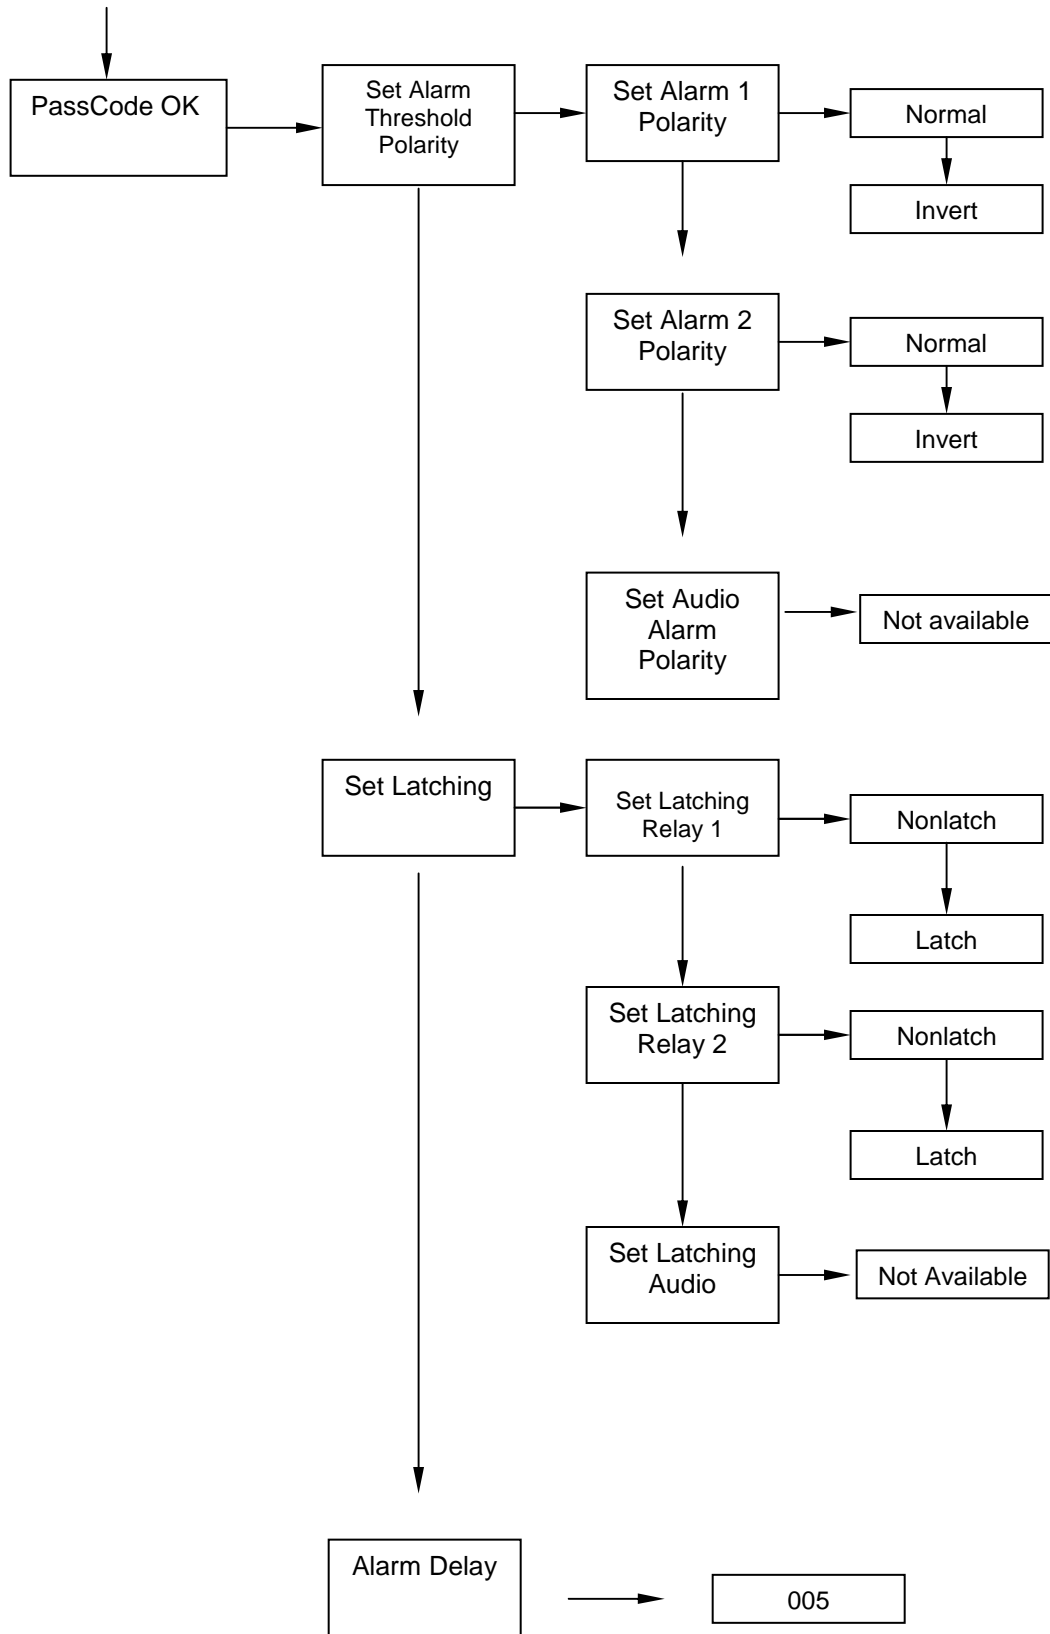 PassCode OK
Set Alarm
Threshold
Polarity
Set Alarm 1
Polarity
Normal
Invert
Set Alarm 2
Polarity
Normal
Invert
Set Audio
Alarm
Polarity
Not available
Set Latching
Set Latching
Relay 1
Nonlatch
Latch
Set Latching
Relay 2
Nonlatch
Latch
Set Latching
Audio
Not Available
Alarm Delay
005